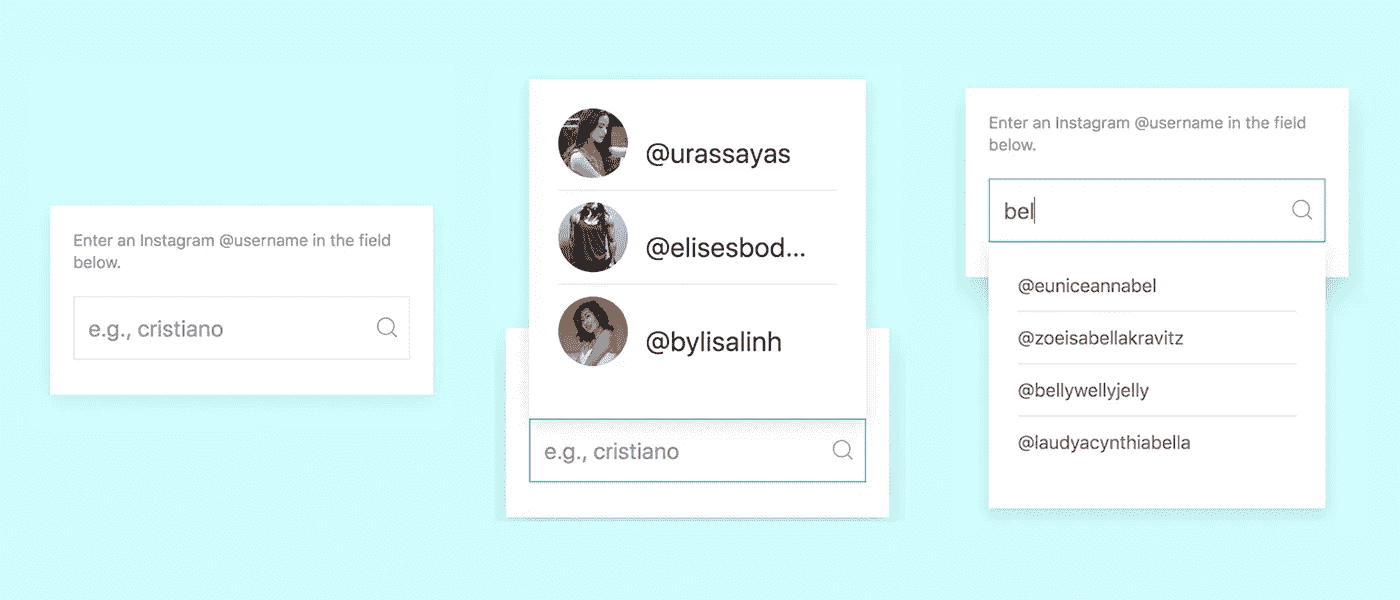 Enter an Instagram @username in the field
below.
e.g., cristiano
@urassayas
@elisesbod...
@bylisalinh
e.g., cristiano
Enter an Instagram @username in the field
below.
bel
@euniceannabel
@zoeisabellakravitz
@bellywellyjelly
@laudyacynthiabella